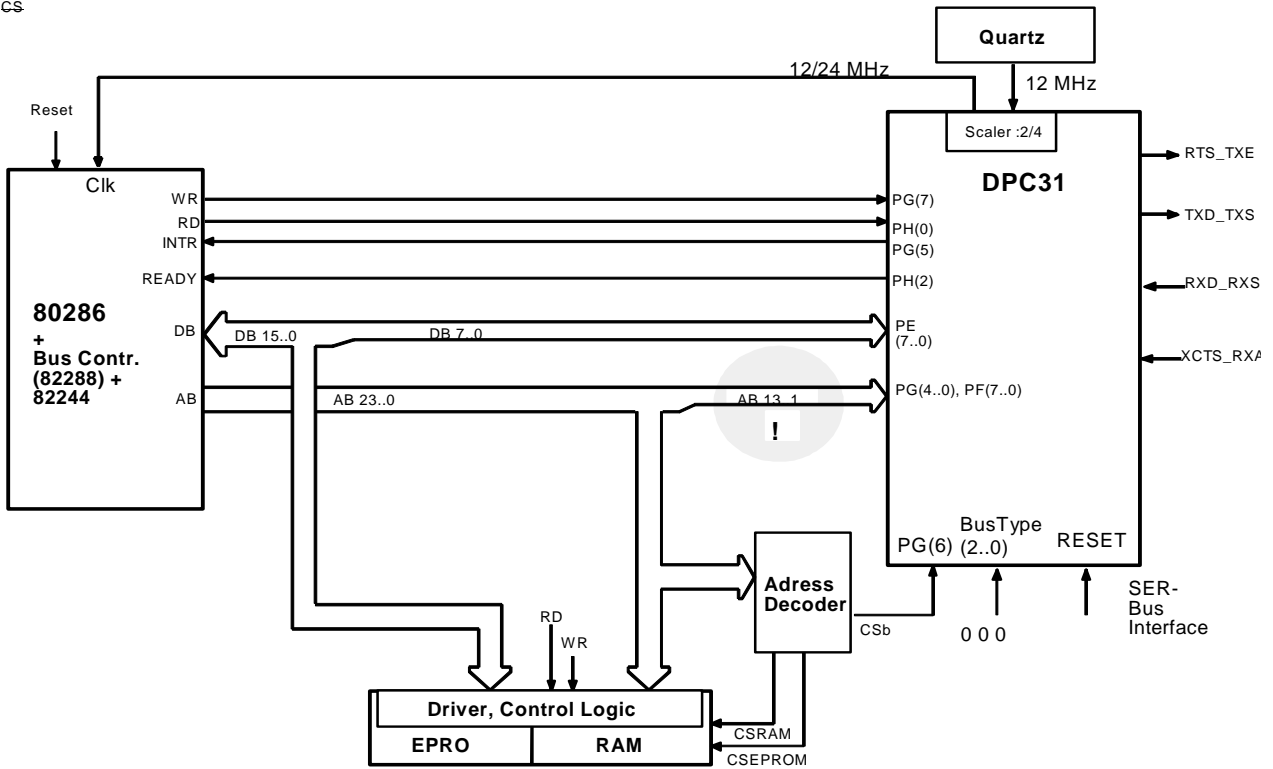 CS
Quartz
12/24 MHz
12 MHz
Reset
Scaler :2/4
RTS_TXE
Clk
DPC31
WR
PG(7)
TXD_TXS
RD
PH(0)
INTR
PG(5)
READY
PH(2)
RXD_RXS
80286
+
Bus Contr.
(82288) +
82244
DB
DB 15..0
DB 7..0
PE
(7..0)
XCTS_RXA
AB
AB 23..0
AB 13..1
PG(4..0), PF(7..0)
!
PG(6)
BusType
(2..0)
RESET
Adress
Decoder
CSb
0 0 0
SER-
Bus
Interface
RD
WR
Driver, Control Logic
EPRO
RAM
CSRAM
CSEPROM